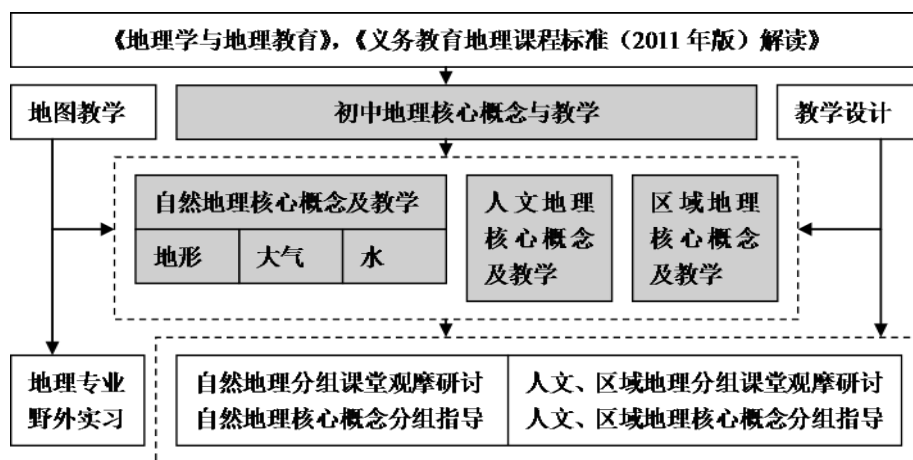 《地理学与地理教育》，《义务教育地理课程标准（2011年版）解读》
地图教学
初中地理核心概念与教学
教学设计
自然地理核心概念及教学
地形
大气
水
人文地理
核心概念
及教学
区域地理
核心概念
及教学
地理专业
野外实习
自然地理分组课堂观摩研讨
自然地理核心概念分组指导
人文、区域地理分组课堂观摩研讨
人文、区域地理核心概念分组指导